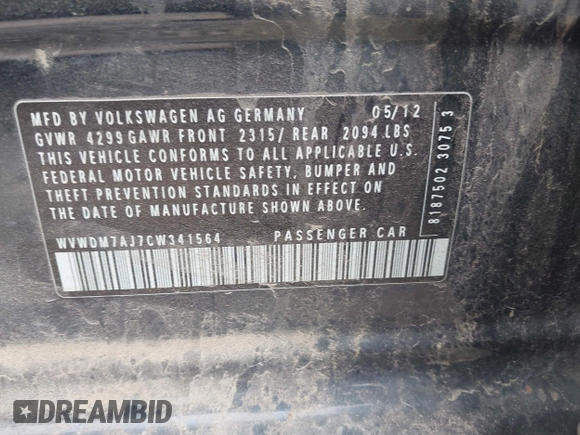 MFD BY VOLKSWAGEN AG GERMANY 05/12
GVWR 4299 GAWR FRONT 2315/ REAR 2094 LBS
THIS VEHICLE CONFORMS TO ALL APPLICABLE U.S.
FEDERAL MOTOR VEHICLE SAFETY, BUMPER AND
THEFT PREVENTION STANDARDS IN EFFECT ON
THE DATE OF MANUFACTURE SHOWN ABOVE.
WVWDM7AJ7CW341564 PASSENGER CAR
8187502 3075 3
DREAMBID